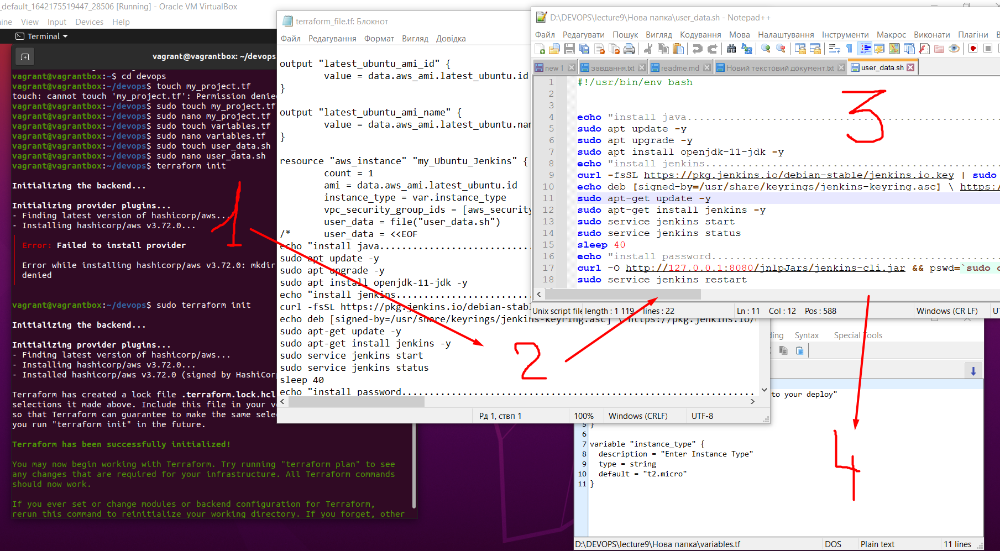 _default_1642175519447_28506 [Running] - Oracle VM VirtualBox
View Input Devices Help
Terminal
vagrant@vagrantbox: ~/devops
vagrant@vagrantbox:~$ cd devops
vagrant@vagrantbox:~/devops$ touch my_project.tf
touch: cannot touch 'my_project.tf': Permission denied
vagrant@vagrantbox:~/devops$ sudo touch my_project.tf
vagrant@vagrantbox:~/devops$ sudo nano my_project.tf
vagrant@vagrantbox:~/devops$ sudo touch variables.tf
vagrant@vagrantbox:~/devops$ sudo nano variables.tf
vagrant@vagrantbox:~/devops$ sudo touch user_data.sh
vagrant@vagrantbox:~/devops$ sudo nano user_data.sh
vagrant@vagrantbox:~/devops$ terraform init
Initializing the backend...
Initializing provider plugins...
- Finding latest version of hashicorp/aws...
- Installing hashicorp/aws v3.72.0...
Error: Failed to install provider
Error while installing hashicorp/aws v3.72.0: mkdir
denied
vagrant@vagrantbox:~/devops$ sudo terraform init
Initializing the backend...
Initializing provider plugins...
- Finding latest version of hashicorp/aws...
- Installing hashicorp/aws v3.72.0...
- Installed hashicorp/aws v3.72.0 (signed by HashiCor
Terraform has created a lock file .terraform.lock.hcl
selections it made above. Include this file in your v
so that Terraform can guarantee to make the same sele
you run "terraform init" in the future.
Terraform has been successfully initialized!
You may now begin working with Terraform. Try running "terraform plan" to see
any changes that are required for your infrastructure. All Terraform commands
should now work.
If you ever set or change modules or backend configuration for Terraform,
rerun this command to reinitialize your working directory. If you forget, other
1
terraform_file.tf: Блокнот
Файл Редагування Формат Вигляд Довідка
output "latest_ubuntu_ami_id" {
value = data.aws_ami.latest_ubuntu.id
}
output "latest_ubuntu_ami_name" {
value = data.aws_ami.latest_ubuntu.nam
}
resource "aws_instance" "my_Ubuntu_Jenkins" {
count = 1
ami = data.aws_ami.latest_ubuntu.id
instance_type = var.instance_type
vpc_security_group_ids = [aws_security
user_data = file("user_data.sh")
/* user_data = <<EOF
echo "install java............................
sudo apt update -y
sudo apt upgrade -y
sudo apt install openjdk-11-jdk -y
echo "install jenkins.........................
curl -fsSL https://pkg.jenkins.io/debian-stabl
echo deb [signed-by=/usr/share/keyrings/jenkins-keyring.asc] \ https://pkg.jenkins.io/
sudo apt-get update -y
sudo apt-get install jenkins -y
sudo service jenkins start
sudo service jenkins status
sleep 40
echo "install password................................................................
Рд 1, ствп 1 100% Windows (CRLF) UTF-8
2
D:\DEVOPS\lecture9\Нова папка\user_data.sh - Notepad++
Файл Редагувати Пошук Вигляд Кодування Мова Налаштування Інструменти Макрос Виконати Плагіни
new 1 завдання.txt readme.md Новий текстовий документ.txt user_data.sh
1 #!/usr/bin/env bash
2
3
4 echo "install java............................................................
5 sudo apt update -y
6 sudo apt upgrade -y
7 sudo apt install openjdk-11-jdk -y
8 echo "install jenkins.........................................................
9 curl -fsSL https://pkg.jenkins.io/debian-stable/jenkins.io.key | sudo
10 echo deb [signed-by=/usr/share/keyrings/jenkins-keyring.asc] \ https:/
11 sudo apt-get update -y
12 sudo apt-get install jenkins -y
13 sudo service jenkins start
14 sudo service jenkins status
15 sleep 40
16 echo "install password........................................................
17 curl -O http://127.0.0.1:8080/jnlpJars/jenkins-cli.jar && pswd=`sudo c
18 sudo service jenkins restart
Unix script file length : 1 119 lines : 22 Ln : 11 Col : 12 Pos : 588 Windows (CR LF)
3
Syntax Special Tools
to your deploy"
5 }
6
7 variable "instance_type" {
8 description = "Enter Instance Type"
9 type = string
10 default = "t2.micro"
11 }
D:\DEVOPS\lecture9\Нова папка\variables.tf DOS Plain text 11 lines
4